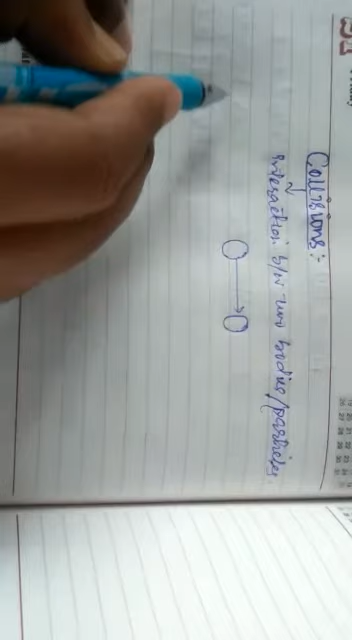 Collisions :-
interaction b/w two bodies/particles.